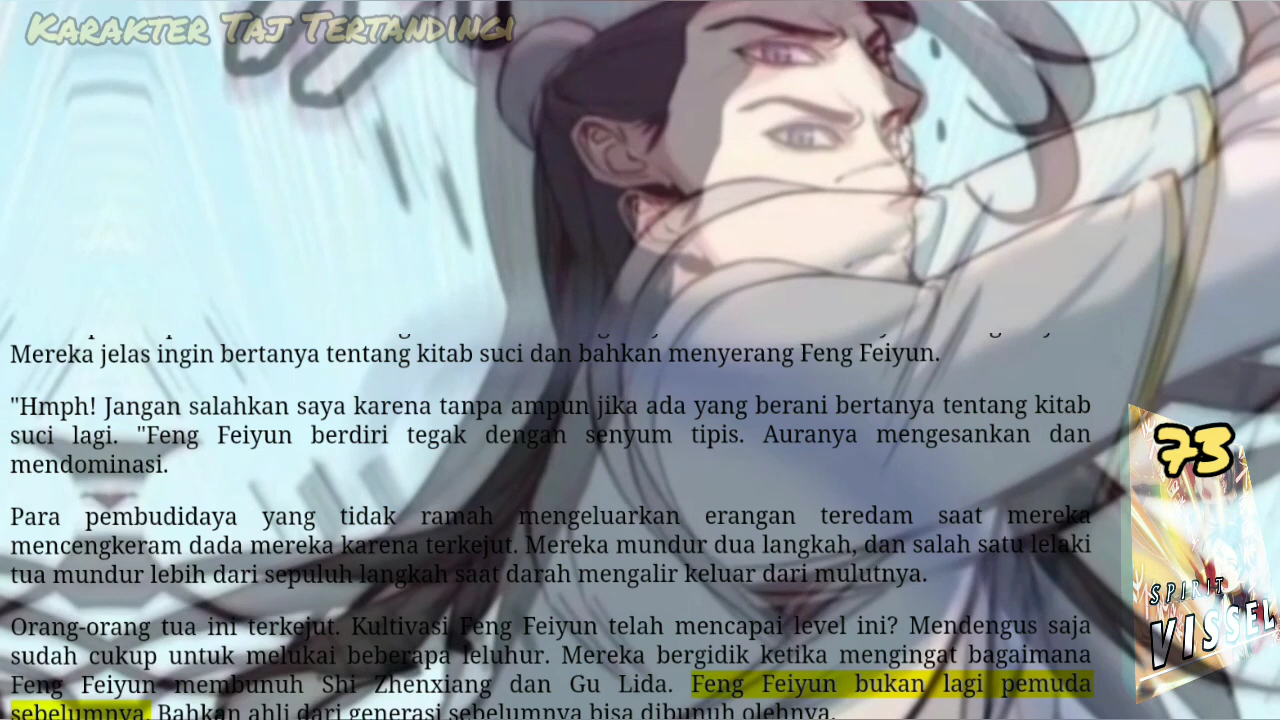 Karakter Taj Tertandingi
Mereka jelas ingin bertanya tentang kitab suci dan bahkan menyerang Feng Feiyun.
"Hmph! Jangan salahkan saya karena tanpa ampun jika ada yang berani bertanya tentang kitab
suci lagi. "Feng Feiyun berdiri tegak dengan senyum tipis. Auranya mengesankan dan
mendominasi.
Para pembudidaya yang tidak ramah mengeluarkan erangan teredam saat mereka
mencengkeram dada mereka karena terkejut. Mereka mundur dua langkah, dan salah satu lelaki
tua mundur lebih dari sepuluh langkah saat darah mengalir keluar dari mulutnya.
Orang-orang tua ini terkejut. Kultivasi Feng Feiyun telah mencapai level ini? Mendengus saja
sudah cukup untuk melukai beberapa leluhur. Mereka bergidik ketika mengingat bagaimana
Feng Feiyun membunuh Shi Zhenxiang dan Gu Lida. Feng Feiyun bukan lagi pemuda
sebelumnya. Bahkan ahli dari generasi sebelumnya bisa dibunuh olehnya.
73
SPIRIT
VISSEL